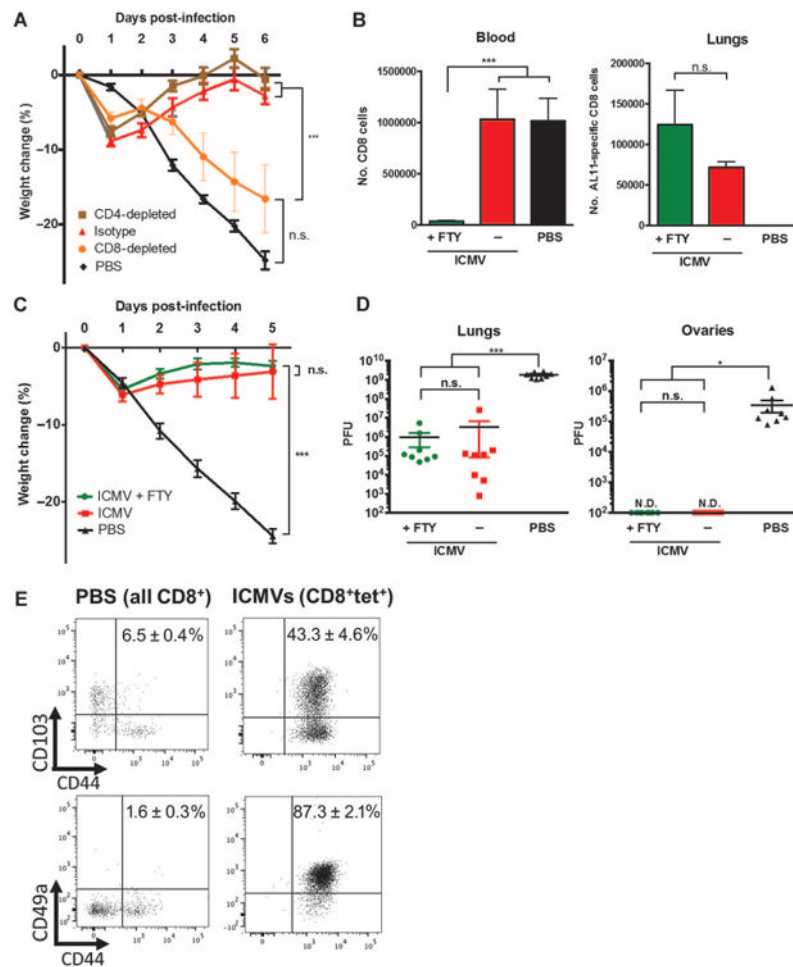 A
Days post-infection
0 1 2 3 4 5 6
0
-10
-20
Weight change (%)
***
n.s.
CD4-depleted
Isotype
CD8-depleted
PBS
B
Blood
No. CD8 cells
1500000
1000000
500000
0
***
+ FTY – PBS
ICMV
Lungs
No. AL11-specific CD8 cells
200000
150000
100000
50000
0
n.s.
+ FTY – PBS
ICMV
C
Days post-infection
0 1 2 3 4 5
0
-10
-20
Weight change (%)
n.s.
***
ICMV + FTY
ICMV
PBS
D
Lungs
PFU
10^10
10^9
10^8
10^7
10^6
10^5
10^4
10^3
10^2
***
n.s.
+ FTY – PBS
ICMV
Ovaries
PFU
10^7
10^6
10^5
10^4
10^3
10^2
*
n.s.
N.D. N.D.
+ FTY – PBS
ICMV
E
PBS (all CD8+) ICMVs (CD8+tet+)
6.5 ± 0.4% 43.3 ± 4.6%
CD103
CD44
1.6 ± 0.3% 87.3 ± 2.1%
CD49a
CD44